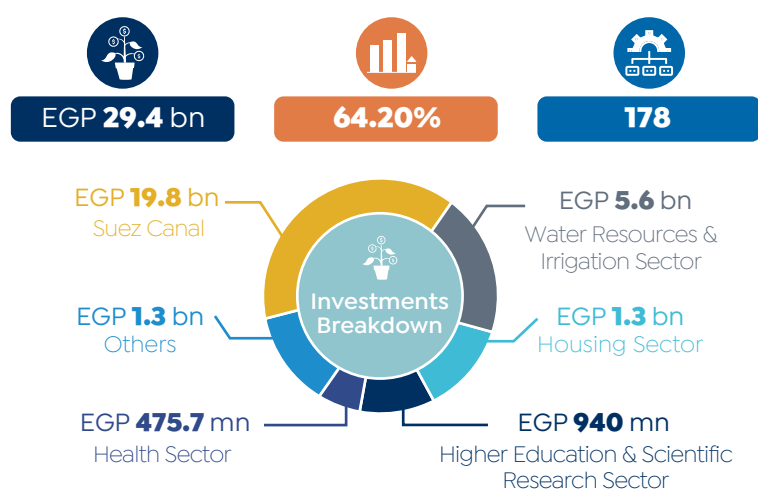 EGP 29.4 bn
64.20%
178
EGP 19.8 bn
Suez Canal
EGP 5.6 bn
Water Resources &
Irrigation Sector
Investments
Breakdown
EGP 1.3 bn
Others
EGP 1.3 bn
Housing Sector
EGP 475.7 mn
Health Sector
EGP 940 mn
Higher Education & Scientific
Research Sector